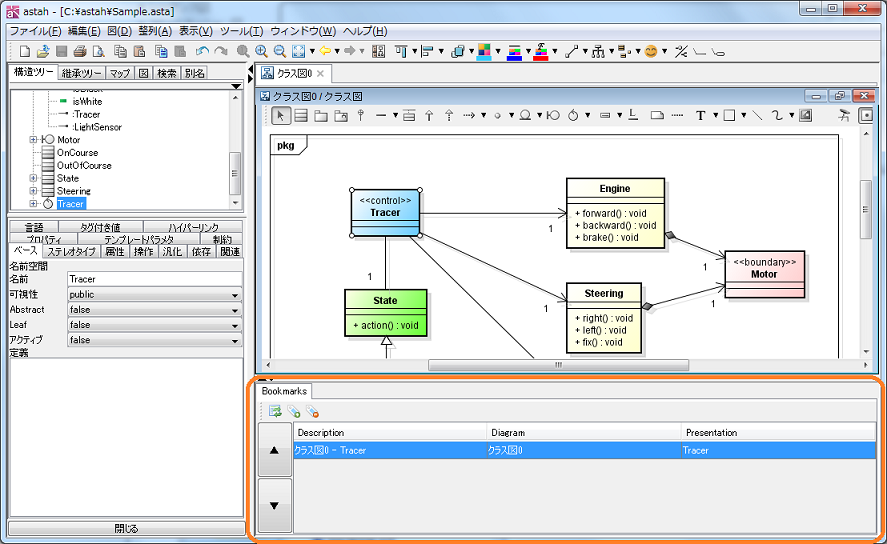 astah - [C:¥astah¥Sample.asta]
ファイル(F) 編集(E) 図(D) 整列(A) 表示(V) ツール(T) ウィンドウ(W) ヘルプ(H)
構造ツリー 継承ツリー マップ 図 検索 別名
isWhite
:Tracer
:LightSensor
Motor
OnCourse
OutOfCourse
State
Steering
Tracer
言語 タグ付き値 ハイパーリンク
プロパティ テンプレートパラメタ 制約
ベース ステレオタイプ 属性 操作 汎化 依存 関連
名前空間
名前 Tracer
可視性 public
Abstract false
Leaf false
アクティブ false
定義
閉じる
クラス図0
クラス図0 / クラス図
pkg
<<control>>
Tracer
Engine
+ forward() : void
+ backward() : void
+ brake() : void
1
1
<<boundary>>
Motor
1
State
+ action() : void
1
Steering
+ right() : void
+ left() : void
+ fix() : void
1
Bookmarks
Description Diagram Presentation
クラス図0 - Tracer クラス図0 Tracer